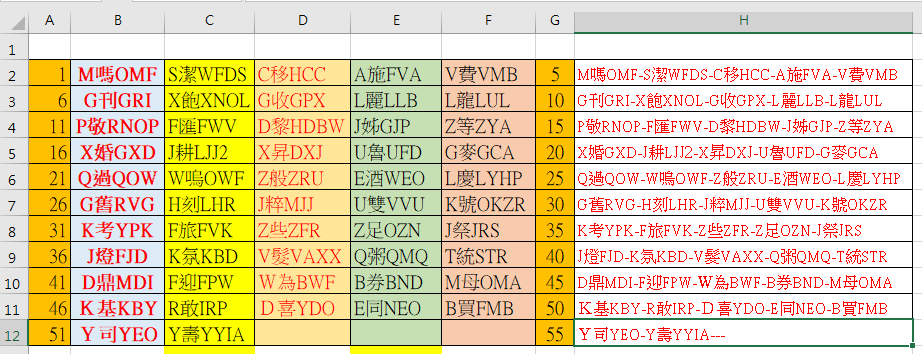 A B C D E F G H
1
2 1 M嗎OMF S潔WFDS C移HCC A施FVA V費VMB 5 M嗎OMF-S潔WFDS-C移HCC-A施FVA-V費VMB
3 6 G刊GRI X飽XNOL G收GPX L麗LLB L龍LUL 10 G刊GRI-X飽XNOL-G收GPX-L麗LLB-L龍LUL
4 11 P敬RNOP F匯FWV D黎HDBW J姊GJP Z等ZYA 15 P敬RNOP-F匯FWV-D黎HDBW-J姊GJP-Z等ZYA
5 16 X婚GXD J耕LJJ2 X昇DXJ U魯UFD G麥GCA 20 X婚GXD-J耕LJJ2-X昇DXJ-U魯UFD-G麥GCA
6 21 Q過QOW W嗚OWF Z般ZRU E酒WEO L慶LYHP 25 Q過QOW-W嗚OWF-Z般ZRU-E酒WEO-L慶LYHP
7 26 G舊RVG H刻LHR J粹MJJ U雙VVU K號OKZR 30 G舊RVG-H刻LHR-J粹MJJ-U雙VVU-K號OKZR
8 31 K考YPK F旅FVK Z些ZFR Z足OZN J祭JRS 35 K考YPK-F旅FVK-Z些ZFR-Z足OZN-J祭JRS
9 36 J燈FJD K氛KBD V髮VAXX Q粥QMQ T統STR 40 J燈FJD-K氛KBD-V髮VAXX-Q粥QMQ-T統STR
10 41 D鼎MDI F迎FPW W為BWF B券BND M母OMA 45 D鼎MDI-F迎FPW-W為BWF-B券BND-M母OMA
11 46 K基KBY R敢IRP D喜YDO E同NEO B買FMB 50 K基KBY-R敢IRP-D喜YDO-E同NEO-B買FMB
12 51 Y司YEO Y壽YYIA 55 Y司YEO-Y壽YYIA---